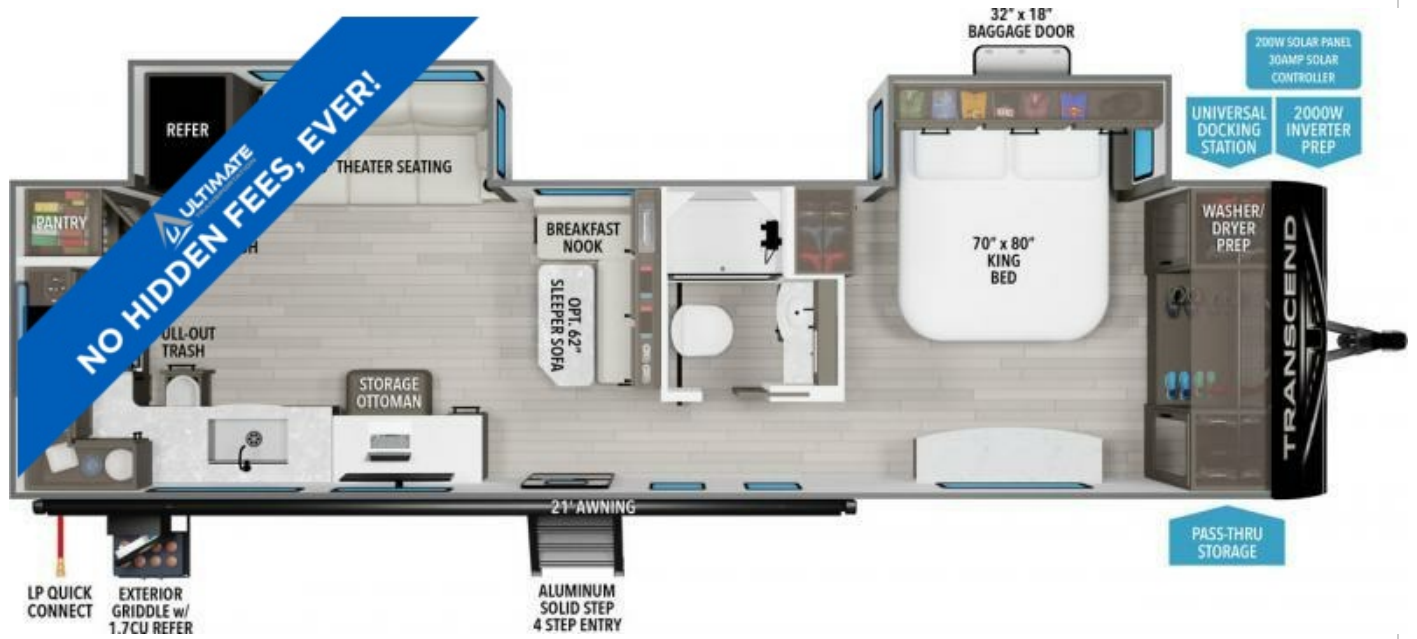 32" x 18"
BAGGAGE DOOR
200W SOLAR PANEL
30AMP SOLAR
CONTROLLER
UNIVERSAL
DOCKING
STATION
2000W
INVERTER
PREP
REFER
THEATER SEATING
NO HIDDEN FEES, EVER!
ULTIMATE
TRANSPORTATION
PANTRY
BREAKFAST
NOOK
OPT. 62"
SLEEPER SOFA
70" x 80"
KING
BED
WASHER/
DRYER
PREP
TRANSCEND
TRASH
STORAGE
OTTOMAN
21' AWNING
PASS-THRU
STORAGE
LP QUICK
CONNECT
EXTERIOR
GRIDDLE w/
1.7CU REFER
ALUMINUM
SOLID STEP
4 STEP ENTRY